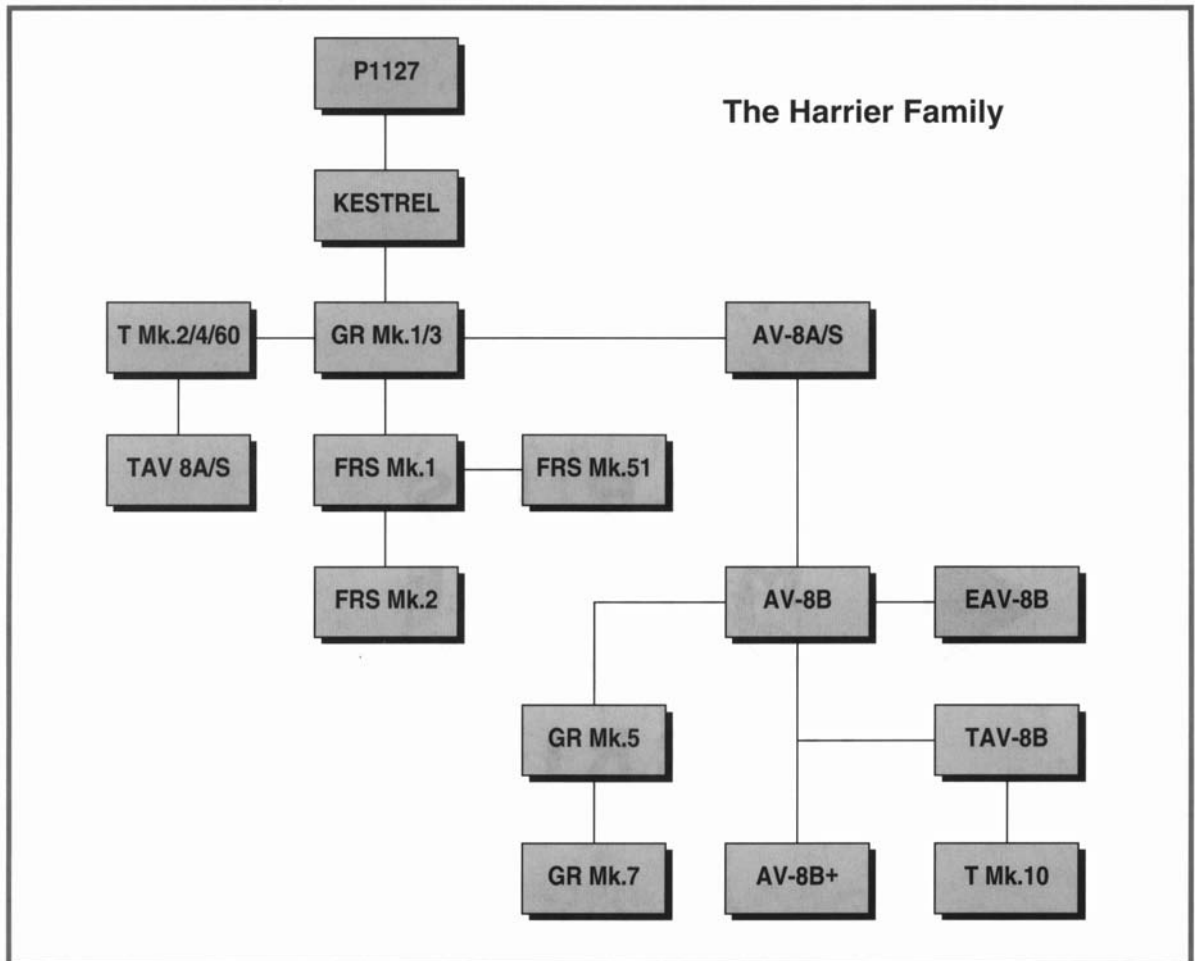 P1127
The Harrier Family
KESTREL
T Mk.2/4/60
GR Mk.1/3
AV-8A/S
TAV 8A/S
FRS Mk.1
FRS Mk.51
FRS Mk.2
AV-8B
EAV-8B
GR Mk.5
TAV-8B
GR Mk.7
AV-8B+
T Mk.10